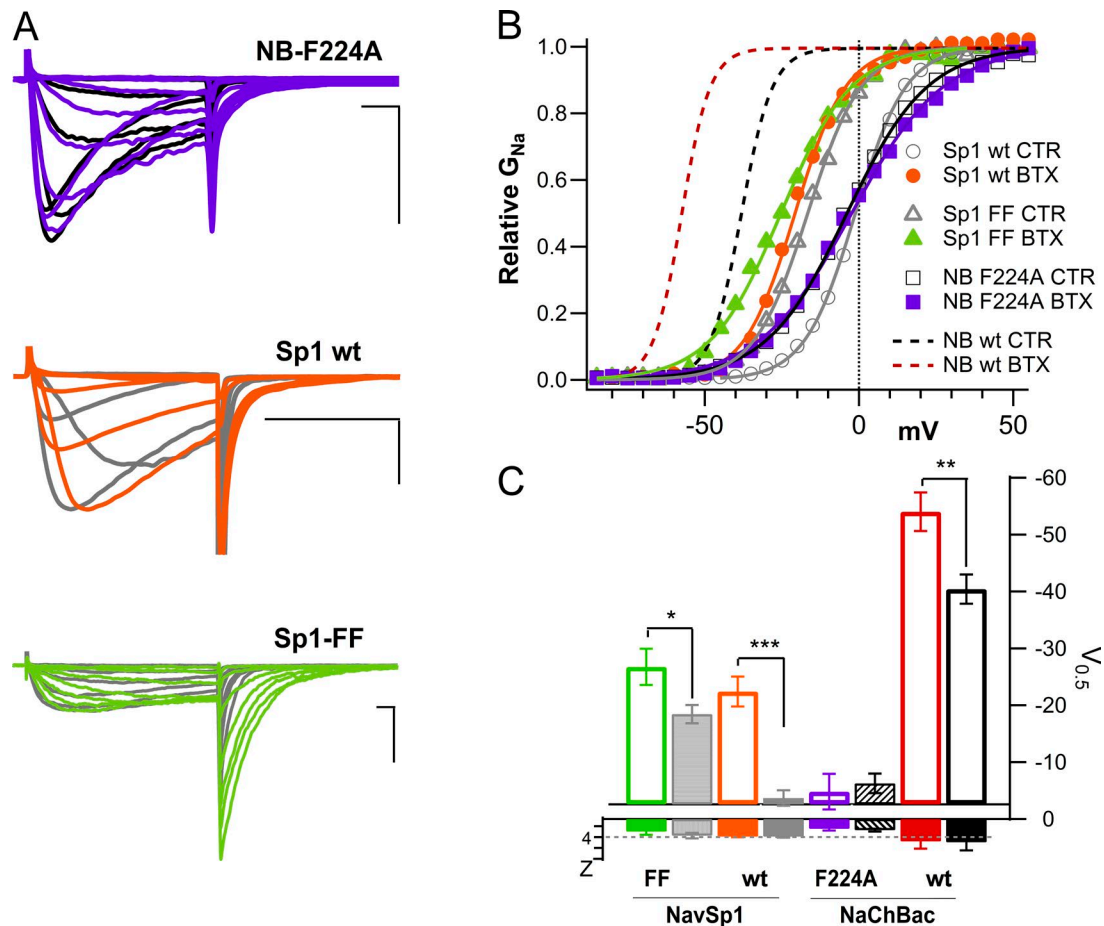 A
NB-F224A
Sp1 wt
Sp1-FF
B
1.0
0.8
0.6
0.4
0.2
0.0
Relative G_Na
-50
0
mV
50
Sp1 wt CTR
Sp1 wt BTX
Sp1 FF CTR
Sp1 FF BTX
NB F224A CTR
NB F224A BTX
NB wt CTR
NB wt BTX
C
*
***
**
-60
-50
-40
-30
-20
-10
0
V_0.5
4
Z
FF wt F224A wt
NavSp1 NaChBac